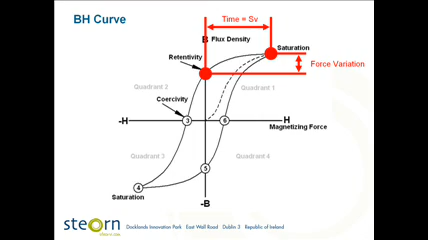 BH Curve
Time = Sv
B Flux Density
Saturation
Retentivity
Force Variation
Quadrant 2
Quadrant 1
Coercivity
-H
3
6
H
Magnetizing Force
Quadrant 3
Quadrant 4
5
4
Saturation
-B
steorn
Docklands Innovation Park East Wall Road Dublin 3 Republic of Ireland